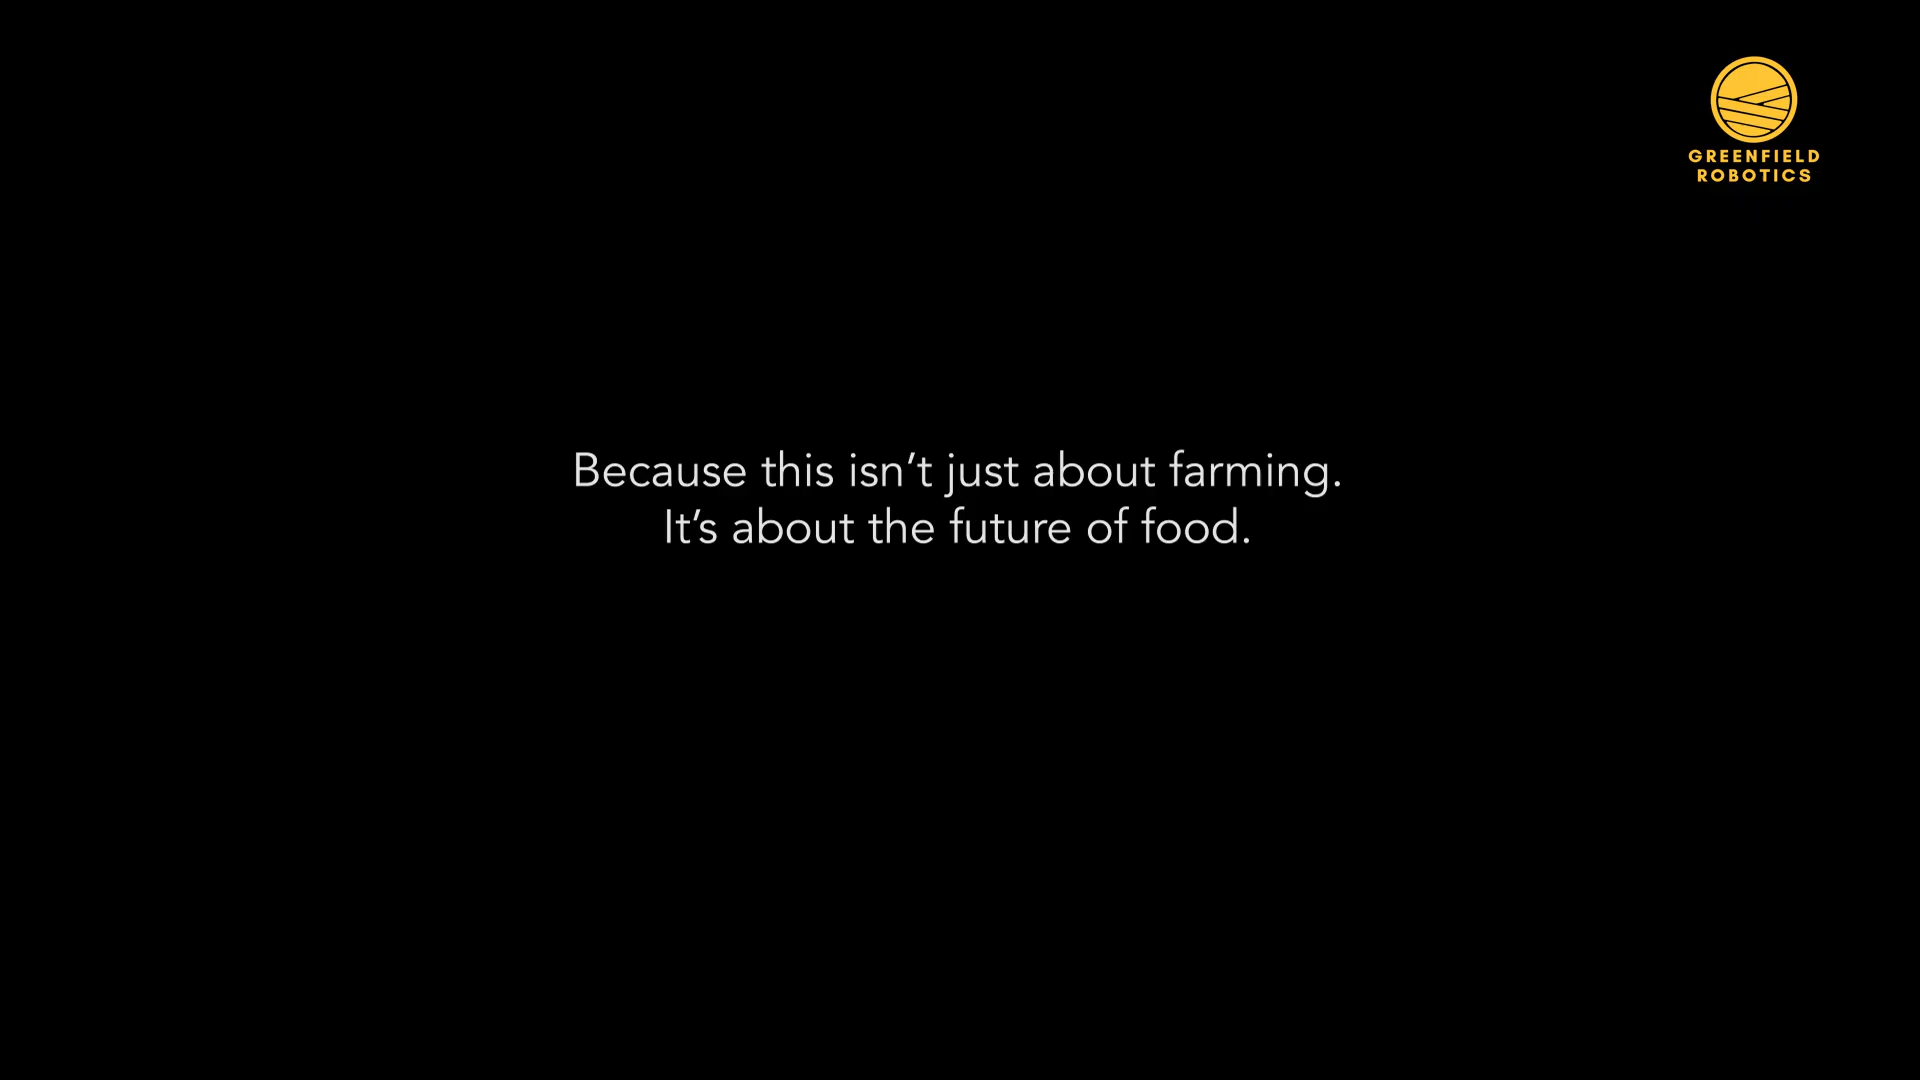 GREENFIELD
ROBOTICS
Because this isn’t just about farming.
It’s about the future of food.